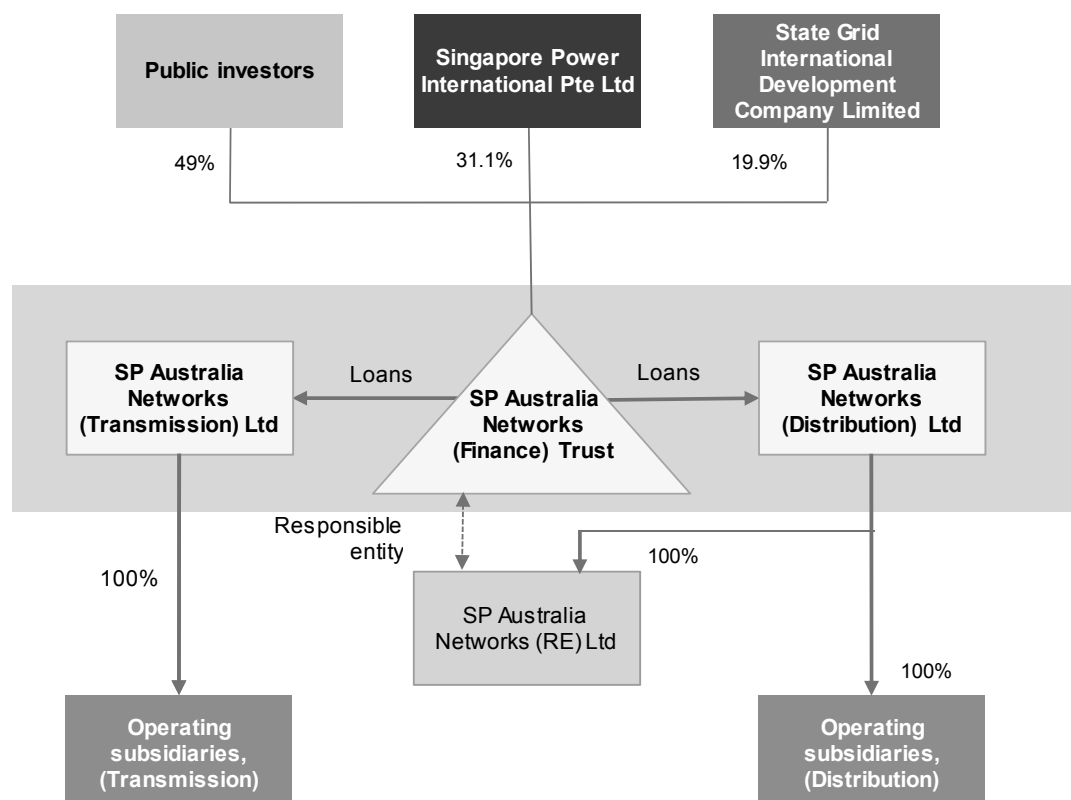 Public investors
Singapore Power
International Pte Ltd
State Grid
International
Development
Company Limited
49%
31.1%
19.9%
SP Australia
Networks
(Transmission) Ltd
Loans
SP Australia
Networks
(Finance) Trust
Loans
SP Australia
Networks
(Distribution) Ltd
Responsible
entity
100%
100%
SP Australia
Networks (RE) Ltd
100%
Operating
subsidiaries,
(Transmission)
Operating
subsidiaries,
(Distribution)